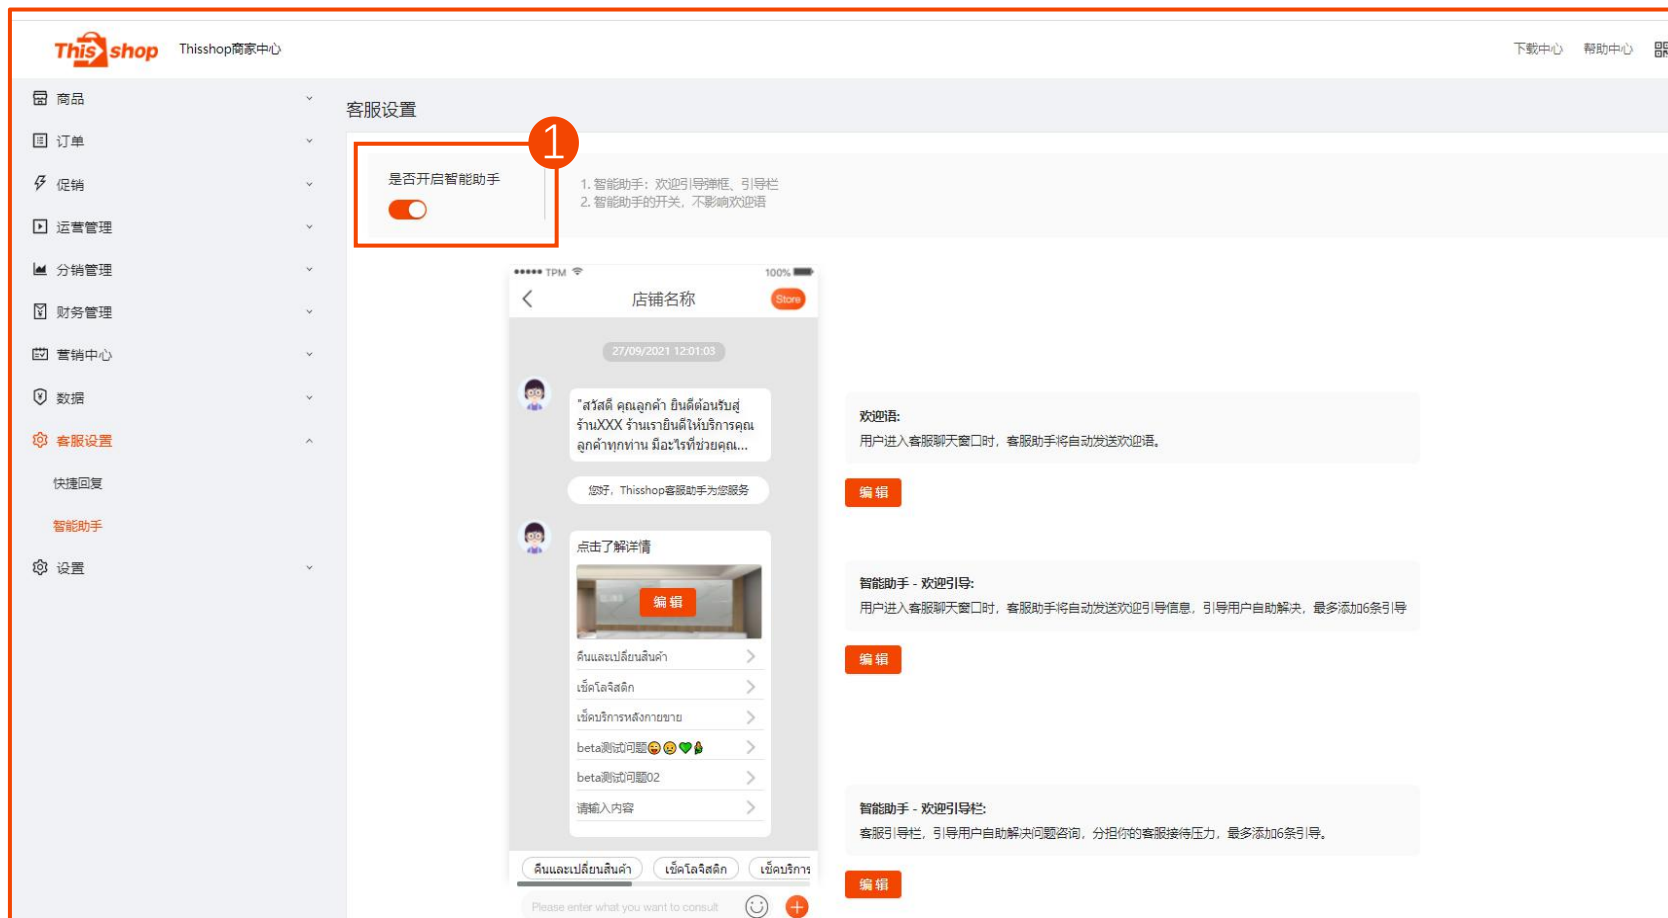 This shop Thisshop商家中心
下载中心 帮助中心
商品
订单
促销
运营管理
分销管理
财务管理
营销中心
数据
客服设置
快捷回复
智能助手
设置
客服设置
1
是否开启智能助手
1. 智能助手：欢迎引导弹框、引导栏
2. 智能助手的开关，不影响欢迎语
TPM 100%
店铺名称 Store
27/09/2021 12:01:03
"สวัสดี คุณลูกค้า ยินดีต้อนรับสู่
ร้านXXX ร้านเรายินดีให้บริการคุณ
ลูกค้าทุกท่าน มีอะไรที่ช่วยคุณ...
您好，Thisshop客服助手为您服务
点击了解详情
编辑
คืนและเปลี่ยนสินค้า
เช็คโลจิสติก
เช็คบริการหลังกายขาย
beta测试问题😄😥💚💃
beta测试问题02
请输入内容
คืนและเปลี่ยนสินค้า เช็คโลจิสติก เช็คบริการ
Please enter what you want to consult
欢迎语:
用户进入客服聊天窗口时，客服助手将自动发送欢迎语。
编辑
智能助手 - 欢迎引导:
用户进入客服聊天窗口时，客服助手将自动发送欢迎引导信息，引导用户自助解决，最多添加6条引导
编辑
智能助手 - 欢迎引导栏:
客服引导栏，引导用户自助解决问题咨询，分担你的客服接待压力，最多添加6条引导。
编辑